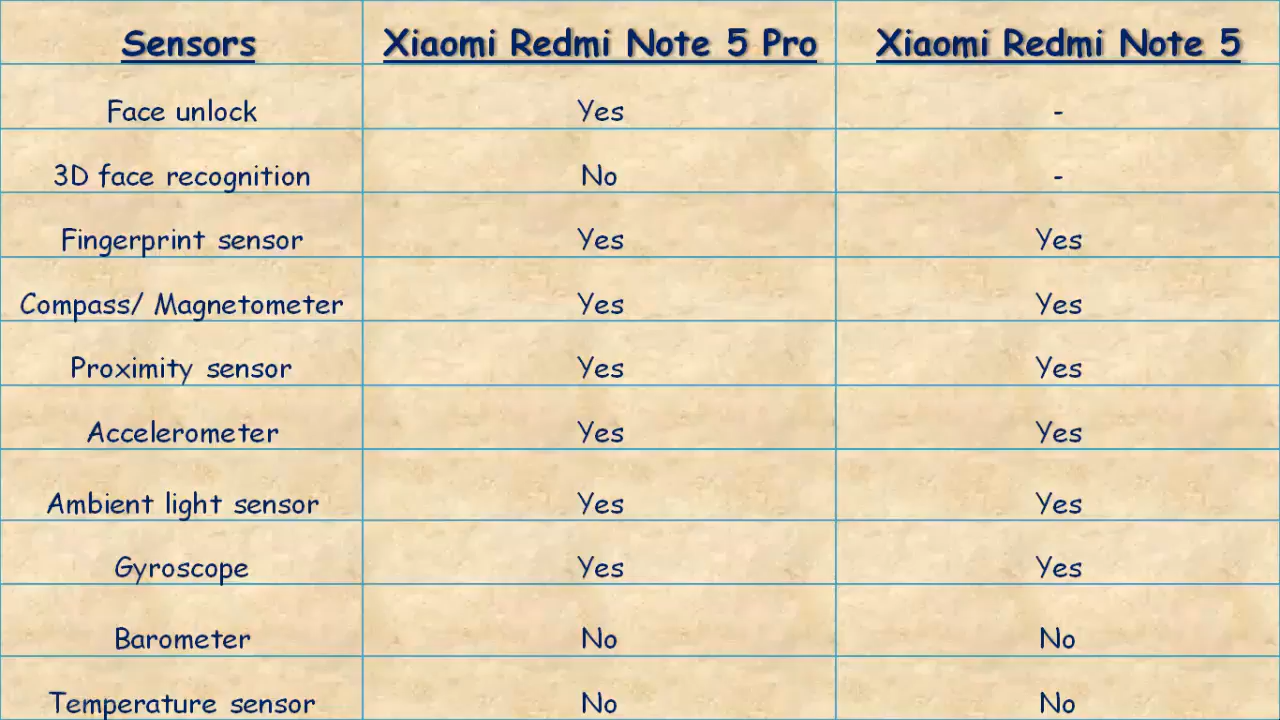 Sensors Xiaomi Redmi Note 5 Pro Xiaomi Redmi Note 5
Face unlock Yes -
3D face recognition No -
Fingerprint sensor Yes Yes
Compass/ Magnetometer Yes Yes
Proximity sensor Yes Yes
Accelerometer Yes Yes
Ambient light sensor Yes Yes
Gyroscope Yes Yes
Barometer No No
Temperature sensor No No